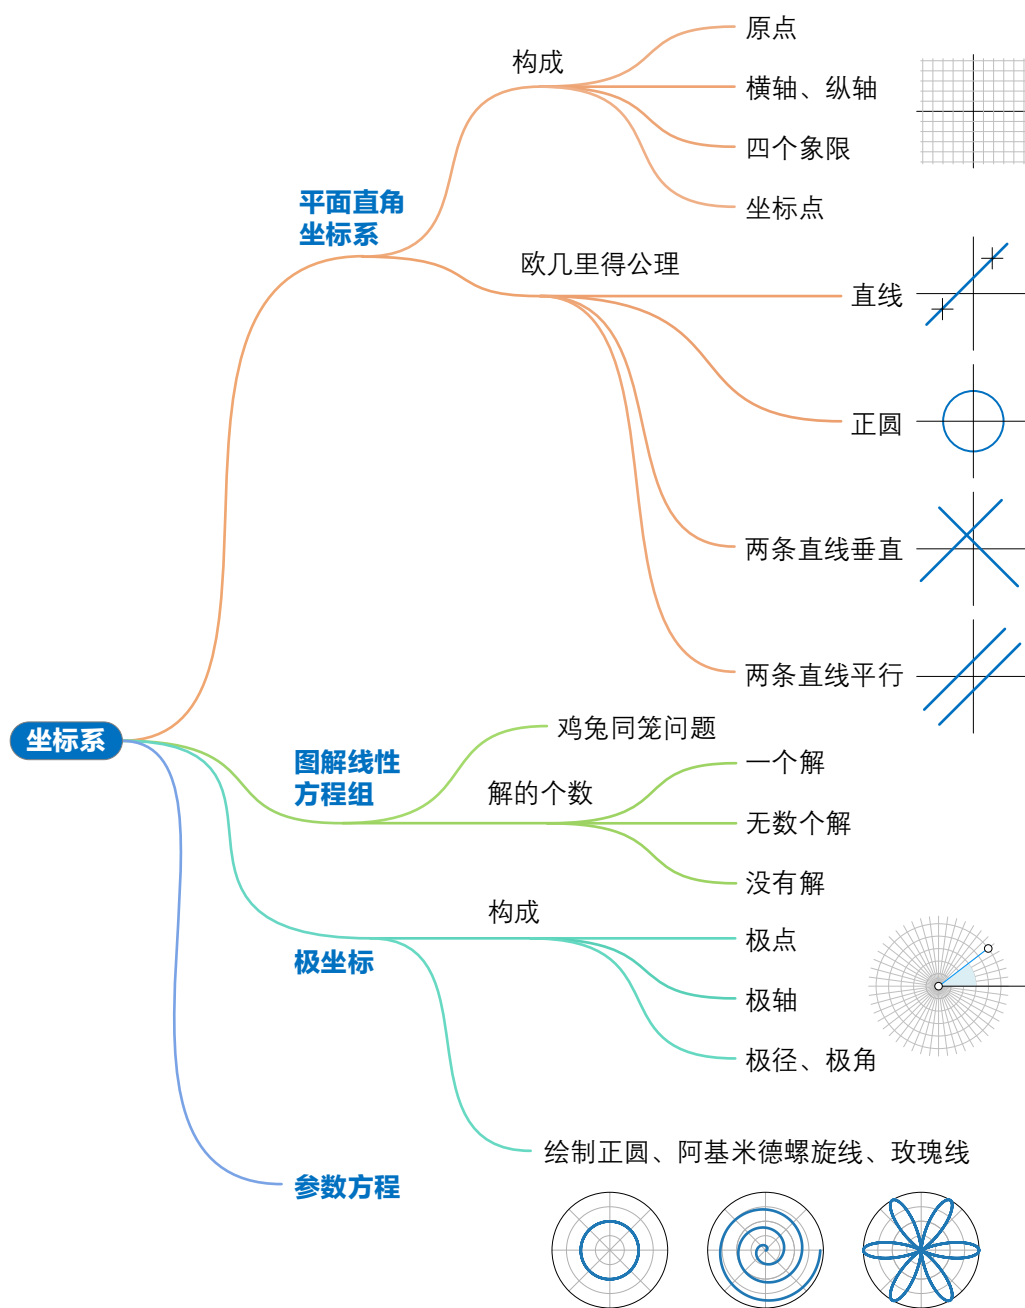 原点
构成
横轴、纵轴
四个象限
平面直角
坐标系
坐标点
欧几里得公理
直线
正圆
两条直线垂直
两条直线平行
坐标系
鸡兔同笼问题
图解线性
方程组
一个解
解的个数
无数个解
没有解
构成
极坐标
极点
极轴
极径、极角
绘制正圆、阿基米德螺旋线、玫瑰线
参数方程